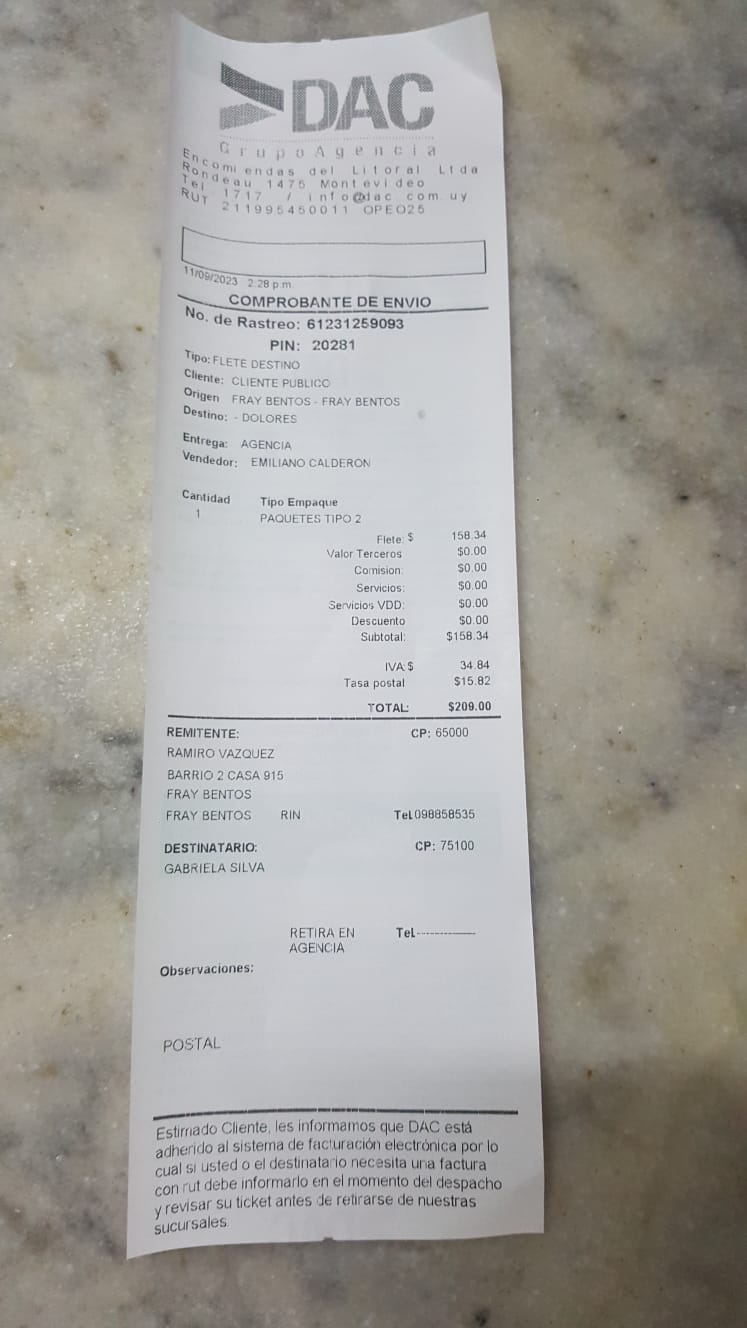 DAC
GrupoAgencia
Encomiendas del Litoral Ltda
Rondeau 1475 Montevideo
Tel 1717 / info@dac.com.uy
RUT 211995450011 OPEO25
11/09/2023 2:28 p.m.
COMPROBANTE DE ENVIO
No. de Rastreo: 61231259093
PIN: 20281
Tipo: FLETE DESTINO
Cliente: CLIENTE PUBLICO
Origen FRAY BENTOS - FRAY BENTOS
Destino: - DOLORES
Entrega: AGENCIA
Vendedor: EMILIANO CALDERON
Cantidad Tipo Empaque
1 PAQUETES TIPO 2
Flete: $ 158.34
Valor Terceros $0.00
Comision: $0.00
Servicios: $0.00
Servicios VDD: $0.00
Descuento $0.00
Subtotal: $158.34
IVA:$ 34.84
Tasa postal $15.82
TOTAL: $209.00
REMITENTE: CP: 65000
RAMIRO VAZQUEZ
BARRIO 2 CASA 915
FRAY BENTOS
FRAY BENTOS RIN Tel.098858535
DESTINATARIO: CP: 75100
GABRIELA SILVA
RETIRA EN Tel.--------------
AGENCIA
Observaciones:
POSTAL
Estimado Cliente, les informamos que DAC está
adherido al sistema de facturación electrónica por lo
cual si usted o el destinatario necesita una factura
con rut debe informarlo en el momento del despacho
y revisar su ticket antes de retirarse de nuestras
sucursales.